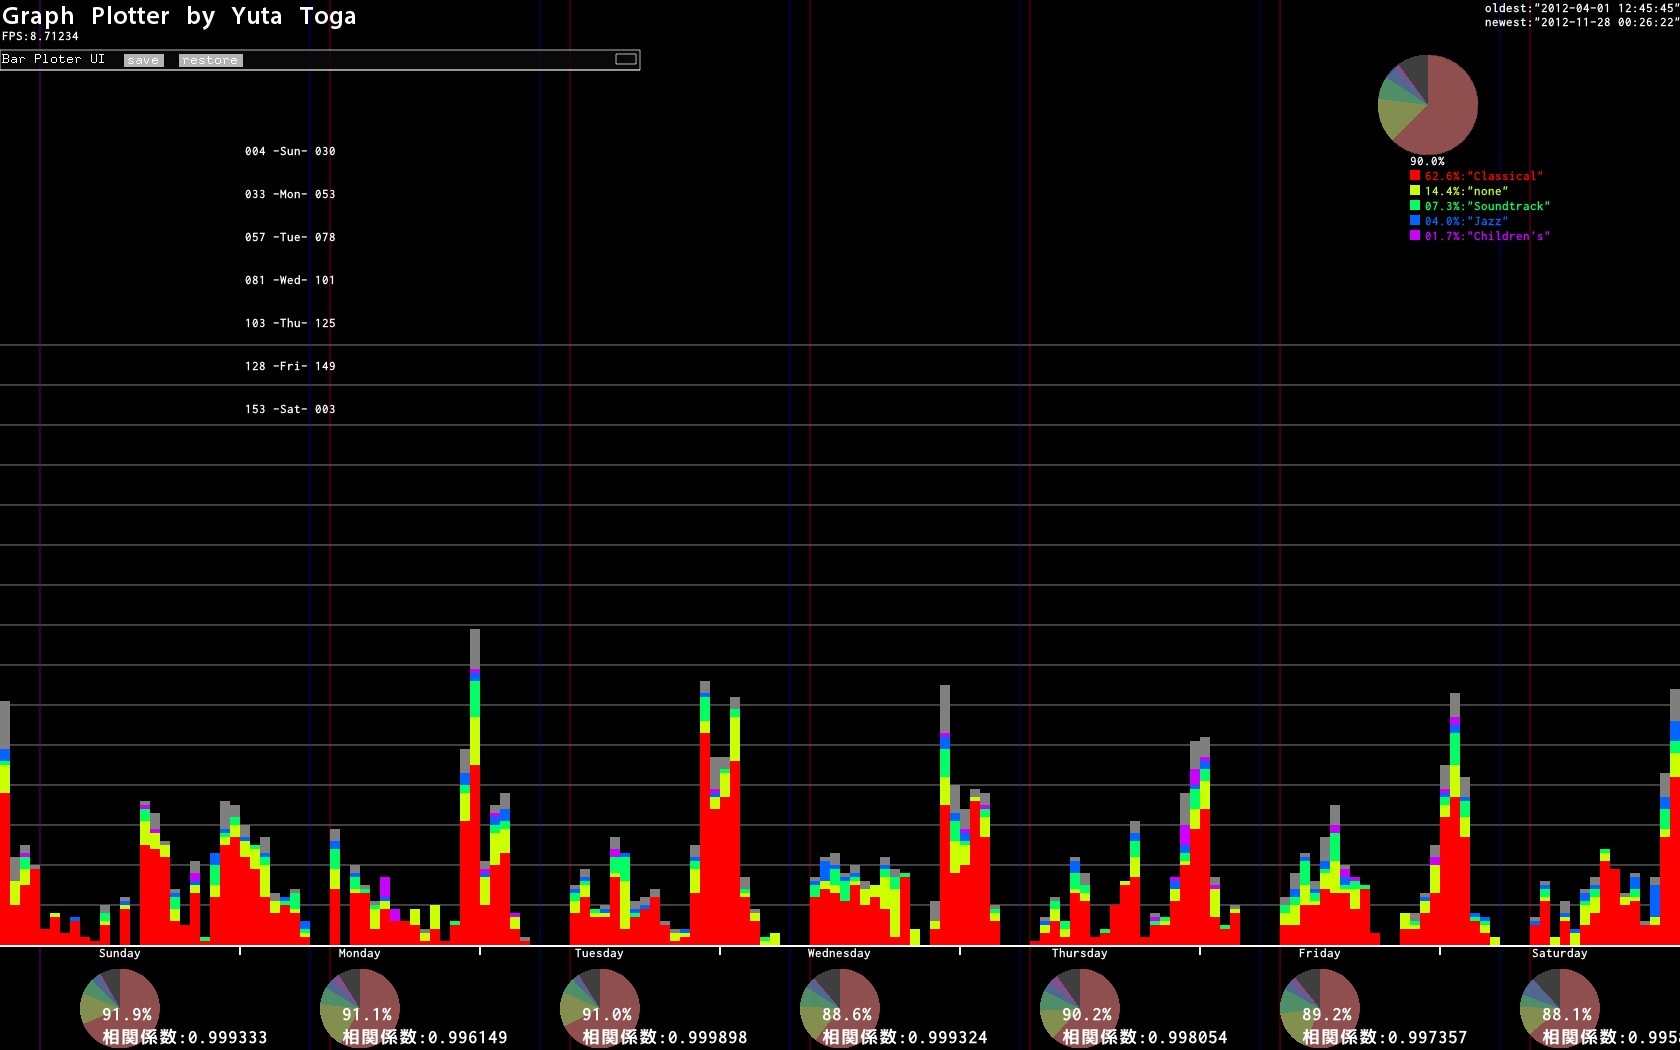 Graph Plotter by Yuta Toga
FPS:8.71234
oldest:"2012-04-01 12:45:45"
newest:"2012-11-28 00:26:22"
Bar Ploter UI save restore
004 -Sun- 030
033 -Mon- 053
057 -Tue- 078
081 -Wed- 101
103 -Thu- 125
128 -Fri- 149
153 -Sat- 003
90.0%
62.6%:"Classical"
14.4%:"none"
07.3%:"Soundtrack"
04.0%:"Jazz"
01.7%:"Children's"
Sunday Monday Tuesday Wednesday Thursday Friday Saturday
91.9% 91.1% 91.0% 88.6% 90.2% 89.2% 88.1%
相関係数:0.999333 相関係数:0.996149 相関係数:0.999898 相関係数:0.999324 相関係数:0.998054 相関係数:0.997357 相関係数:0.995